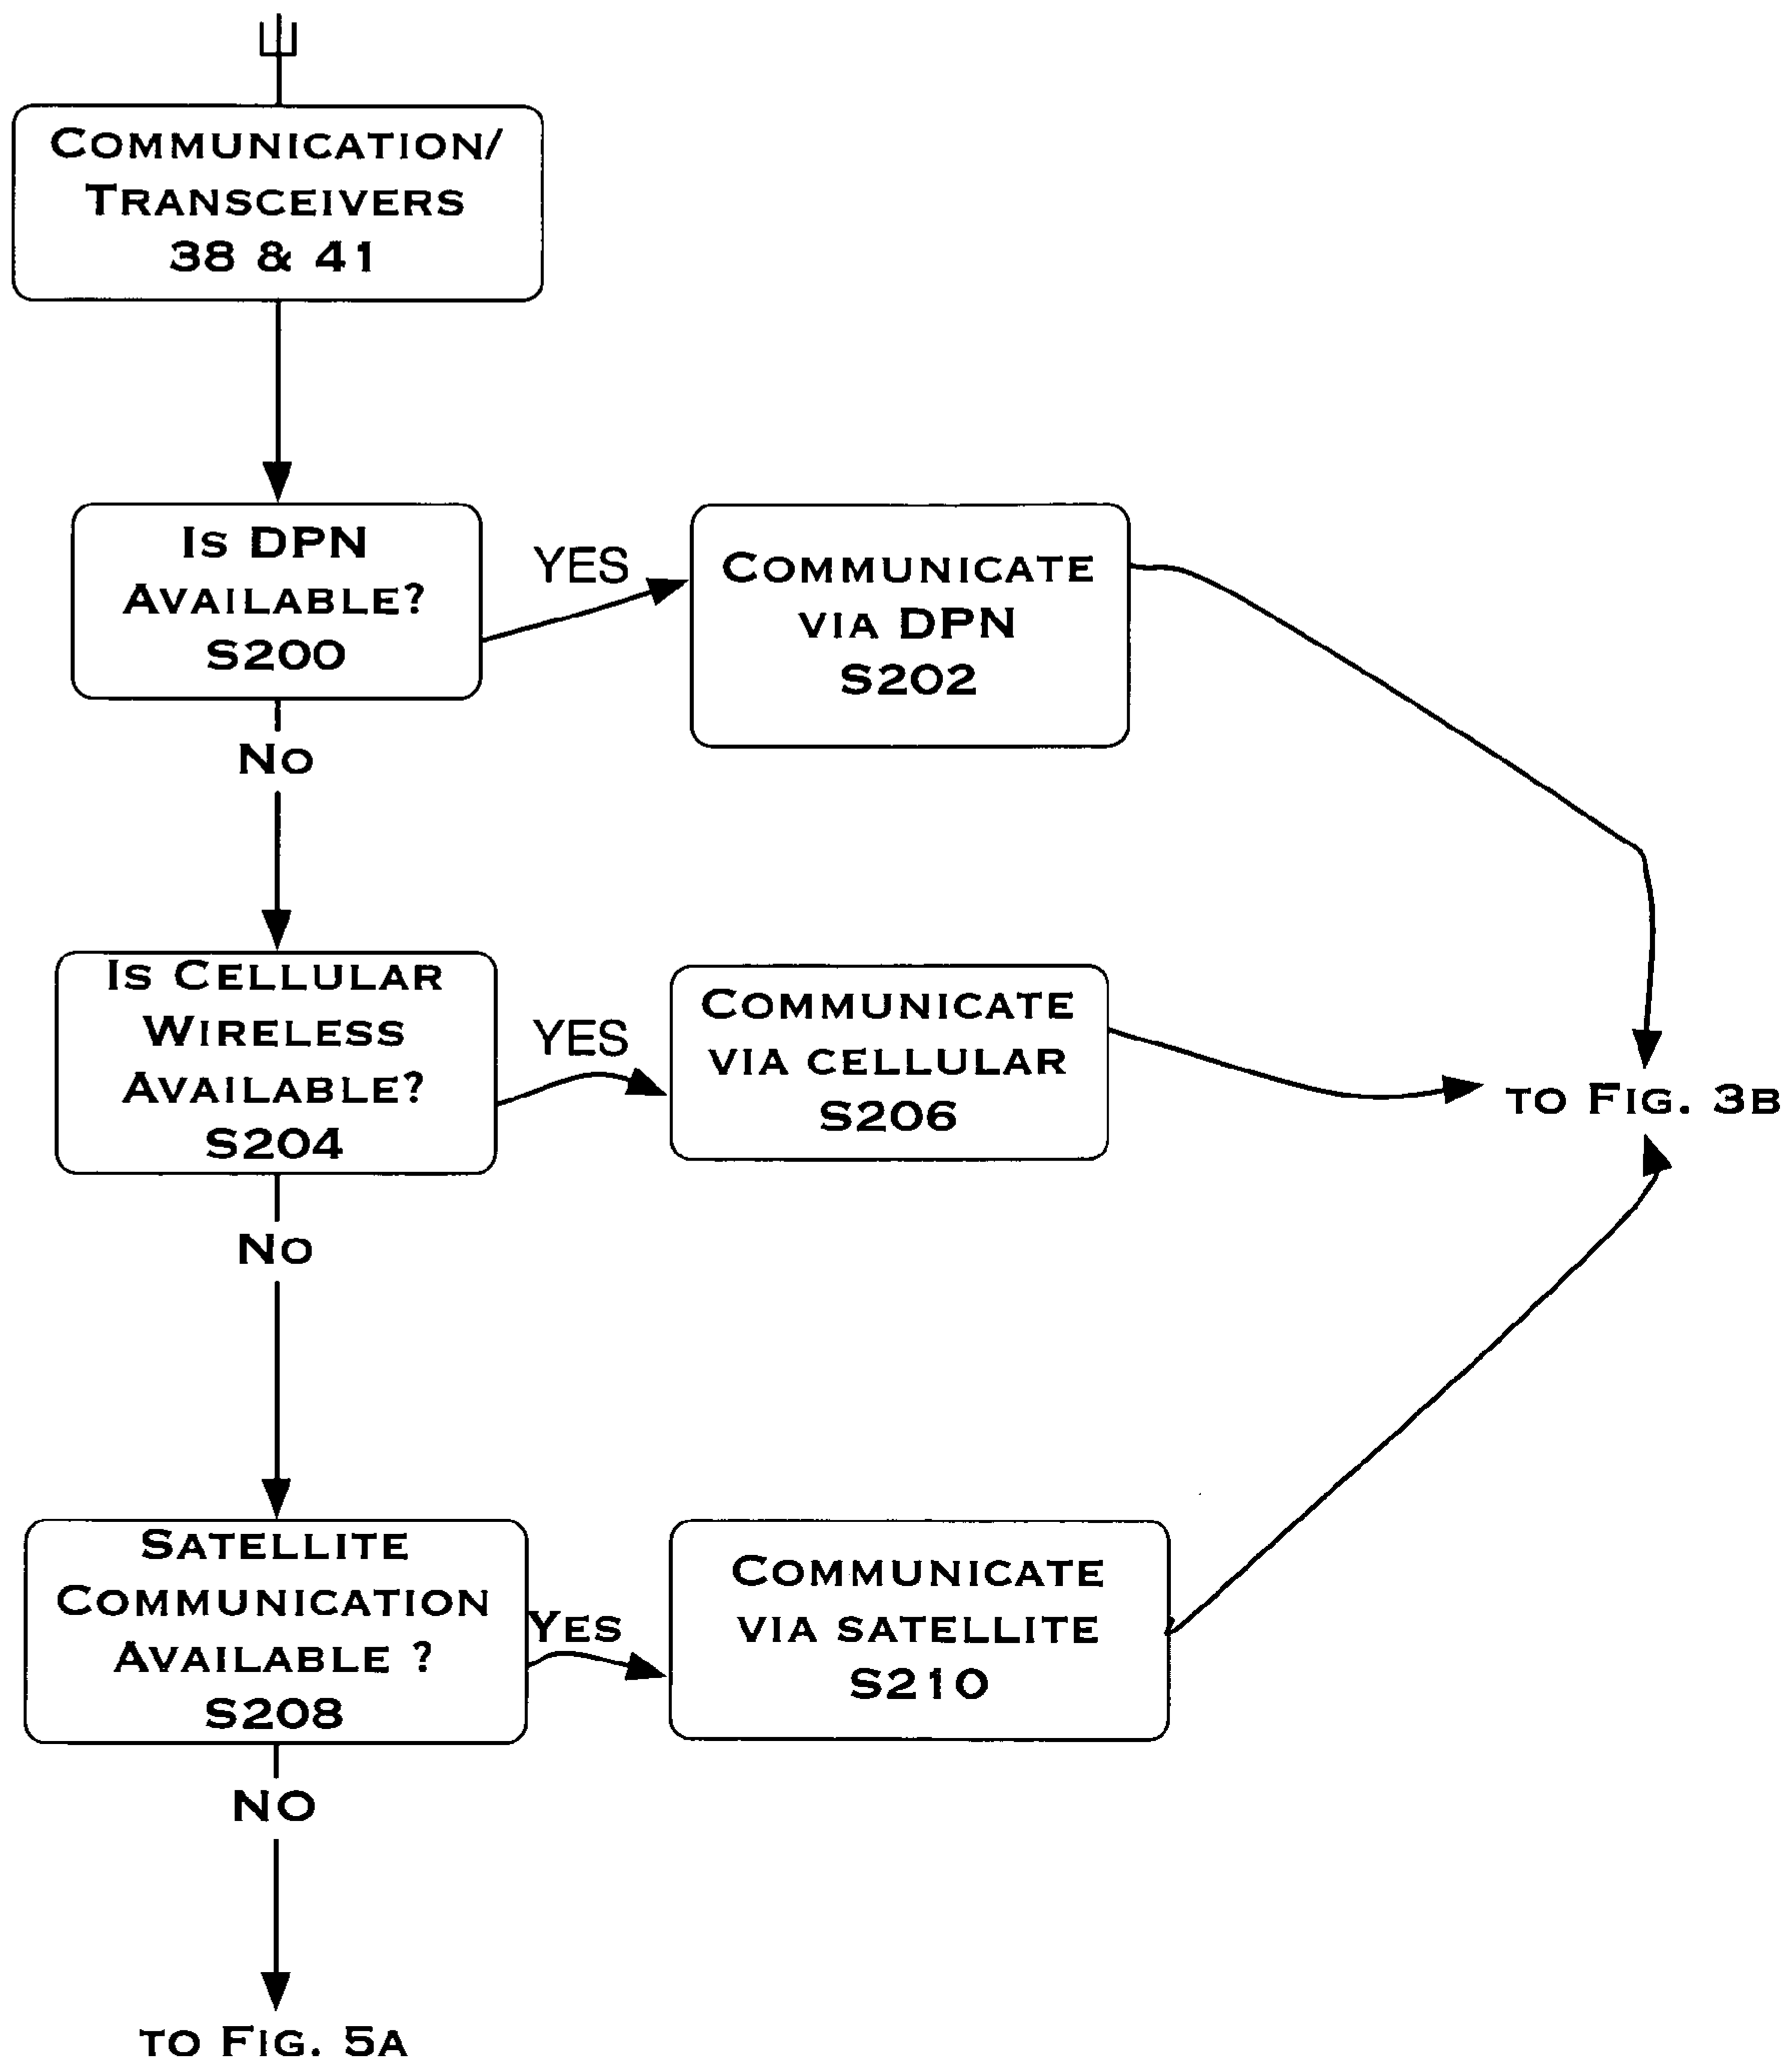 Communication/
Transceivers
38 & 41
Is DPN
Available?
S200
YES
Communicate
via DPN
S202
No
Is Cellular
Wireless
Available?
S204
YES
Communicate
via cellular
S206
to Fig. 3B
No
Satellite
Communication
Available ?
S208
Yes
Communicate
via satellite
S210
no
to Fig. 5A